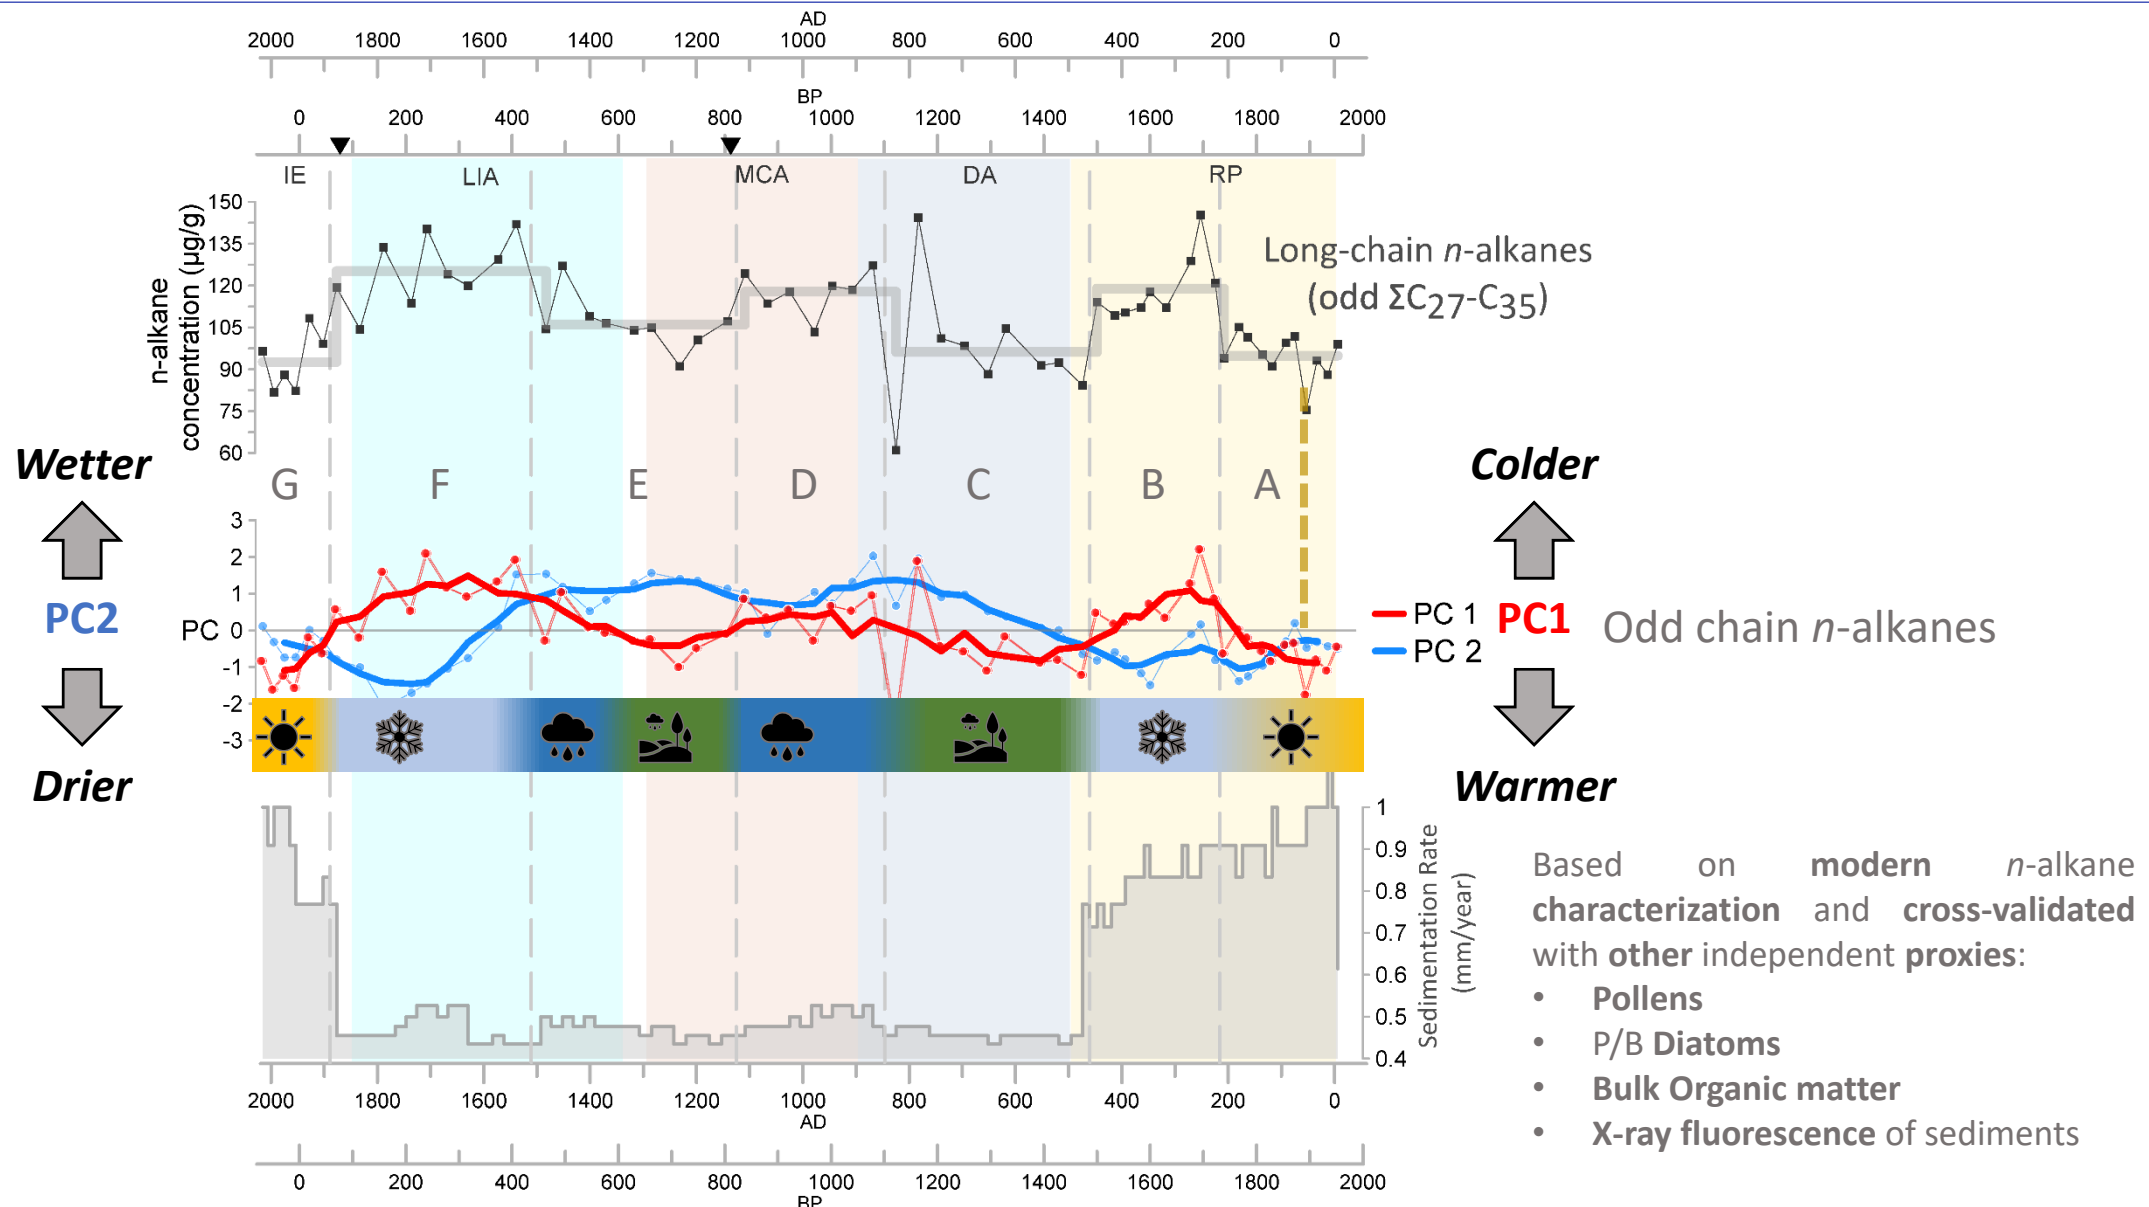 AD
2000 1800 1600 1400 1200 1000 800 600 400 200 0
BP
0 200 400 600 800 1000 1200 1400 1600 1800 2000
IE LIA MCA DA RP
n-alkane
concentration (µg/g)
150
135
120
105
90
75
60
Long-chain n-alkanes
(odd ΣC27-C35)
G F E D C B A
Wetter
PC2
Drier
Colder
PC1
Warmer
Odd chain n-alkanes
PC
3
2
1
0
-1
-2
-3
PC 1
PC 2
1
0.9
0.8
0.7
0.6
0.5
0.4
Sedimentation Rate
(mm/year)
Based on modern n-alkane
characterization and cross-validated
with other independent proxies:
• Pollens
• P/B Diatoms
• Bulk Organic matter
• X-ray fluorescence of sediments
2000 1800 1600 1400 1200 1000 800 600 400 200 0
AD
0 200 400 600 800 1000 1200 1400 1600 1800 2000
BP